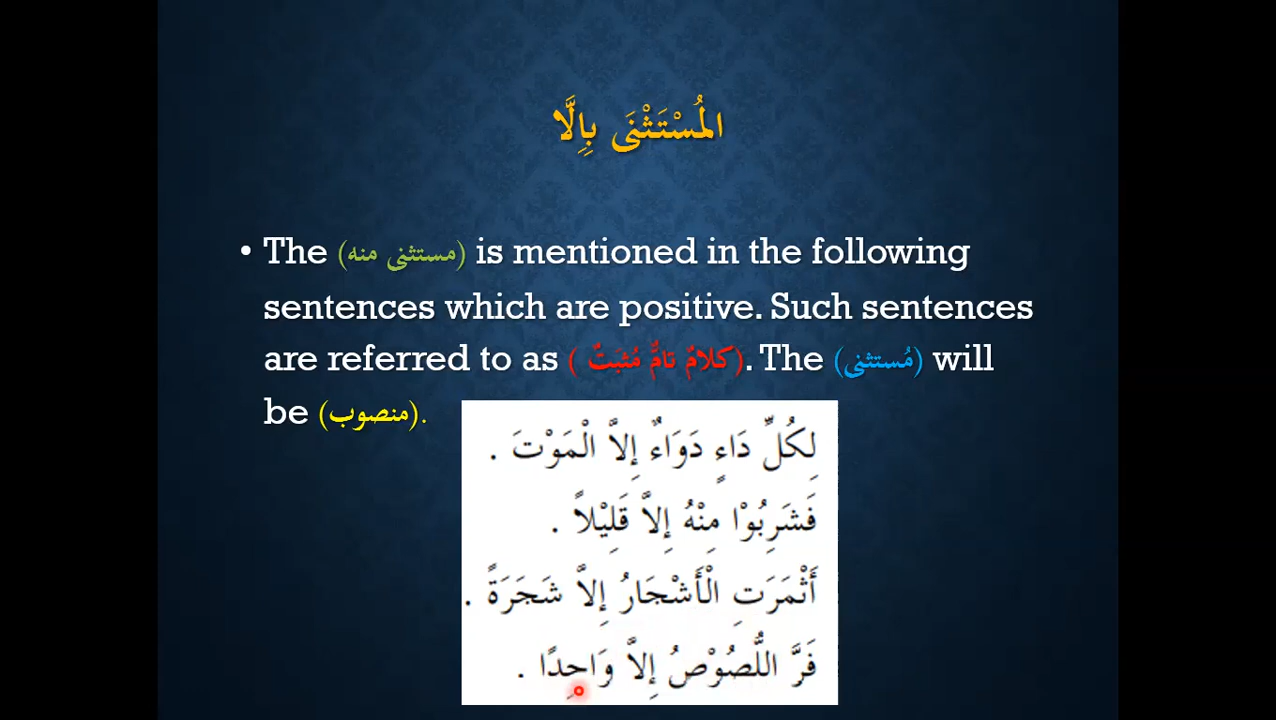 المُسْتَثْنَى بِإِلَّا
• The (مستثنى منه) is mentioned in the following
sentences which are positive. Such sentences
are referred to as (كلامٌ تامٌّ مُثبَتٌ ). The (مُستثنى) will
be (منصوب).
لِكُلِّ دَاءٍ دَوَاءٌ إِلاَّ الْمَوْتَ .
فَشَرِبُوْا مِنْهُ إِلاَّ قَلِيْلاً .
أَثْمَرَتِ الْأَشْجَارُ إِلاَّ شَجَرَةً .
فَرَّ اللُّصُوْصُ إِلاَّ وَاحِدًا .